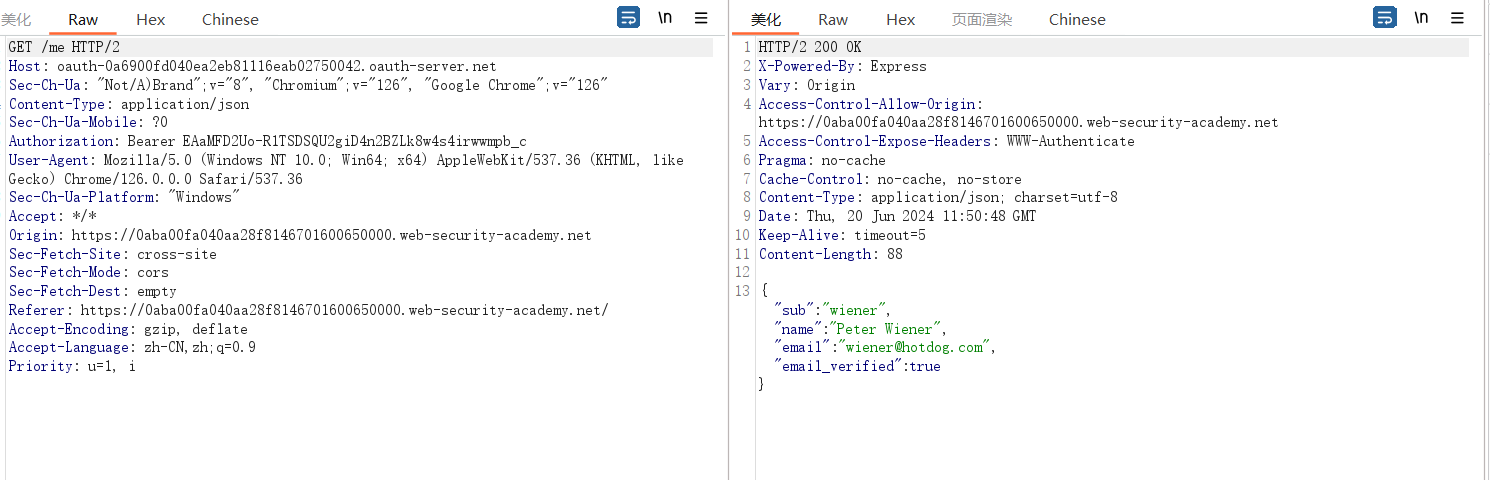 美化 Raw Hex Chinese \n
GET /me HTTP/2
Host: oauth-0a6900fd040ea2eb81116eab02750042.oauth-server.net
Sec-Ch-Ua: "Not/A)Brand";v="8", "Chromium";v="126", "Google Chrome";v="126"
Content-Type: application/json
Sec-Ch-Ua-Mobile: ?0
Authorization: Bearer EAaMFD2Uo-R1TSDSQU2giD4n2BZLk8w4s4irwwmpb_c
User-Agent: Mozilla/5.0 (Windows NT 10.0; Win64; x64) AppleWebKit/537.36 (KHTML, like
Gecko) Chrome/126.0.0.0 Safari/537.36
Sec-Ch-Ua-Platform: "Windows"
Accept: */*
Origin: https://0aba00fa040aa28f8146701600650000.web-security-academy.net
Sec-Fetch-Site: cross-site
Sec-Fetch-Mode: cors
Sec-Fetch-Dest: empty
Referer: https://0aba00fa040aa28f8146701600650000.web-security-academy.net/
Accept-Encoding: gzip, deflate
Accept-Language: zh-CN,zh;q=0.9
Priority: u=1, i
美化 Raw Hex 页面渲染 Chinese \n
1 HTTP/2 200 OK
2 X-Powered-By: Express
3 Vary: Origin
4 Access-Control-Allow-Origin:
https://0aba00fa040aa28f8146701600650000.web-security-academy.net
5 Access-Control-Expose-Headers: WWW-Authenticate
6 Pragma: no-cache
7 Cache-Control: no-cache, no-store
8 Content-Type: application/json; charset=utf-8
9 Date: Thu, 20 Jun 2024 11:50:48 GMT
10 Keep-Alive: timeout=5
11 Content-Length: 88
12
13 {
"sub":"wiener",
"name":"Peter Wiener",
"email":"wiener@hotdog.com",
"email_verified":true
}